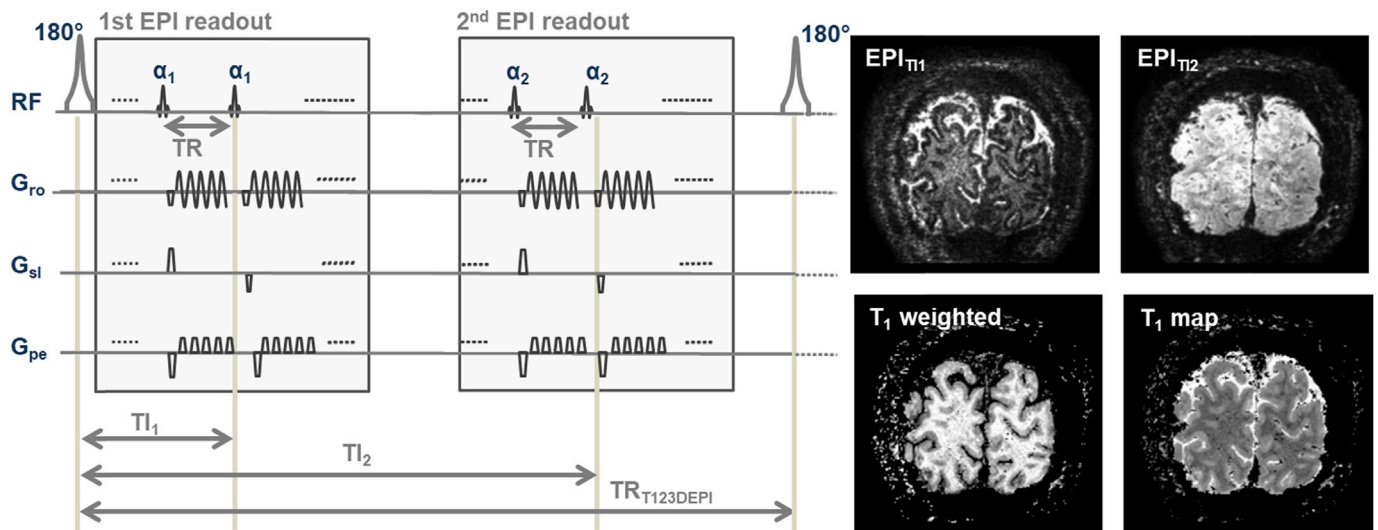 1st EPI readout
2nd EPI readout
180°
180°
α1
α1
α2
α2
RF
TR
TR
Gro
Gsl
Gpe
TI1
TI2
TRT123DEPI
EPITI1
EPITI2
T1 weighted
T1 map